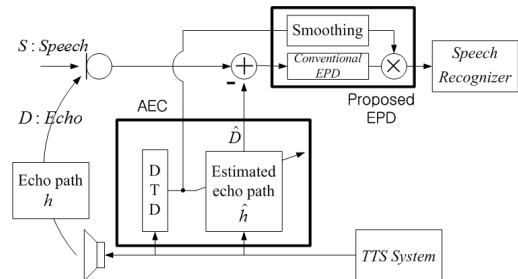 S : Speech
Smoothing
Conventional
EPD
Speech
Recognizer
Proposed
EPD
AEC
D : Echo
D̂
Echo path
h
D
T
D
Estimated
echo path
ĥ
TTS System
-
+
×